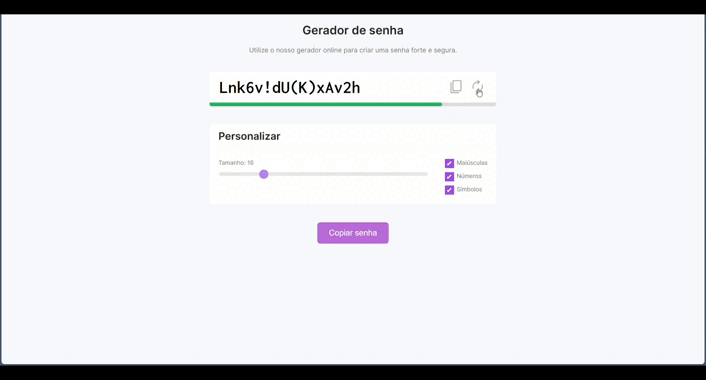 Gerador de senha
Utilize o nosso gerador online para criar uma senha forte e segura.
Lnk6v!dU(K)xAv2h
Personalizar
Tamanho: 16
Maiúsculas
Números
Símbolos
Copiar senha